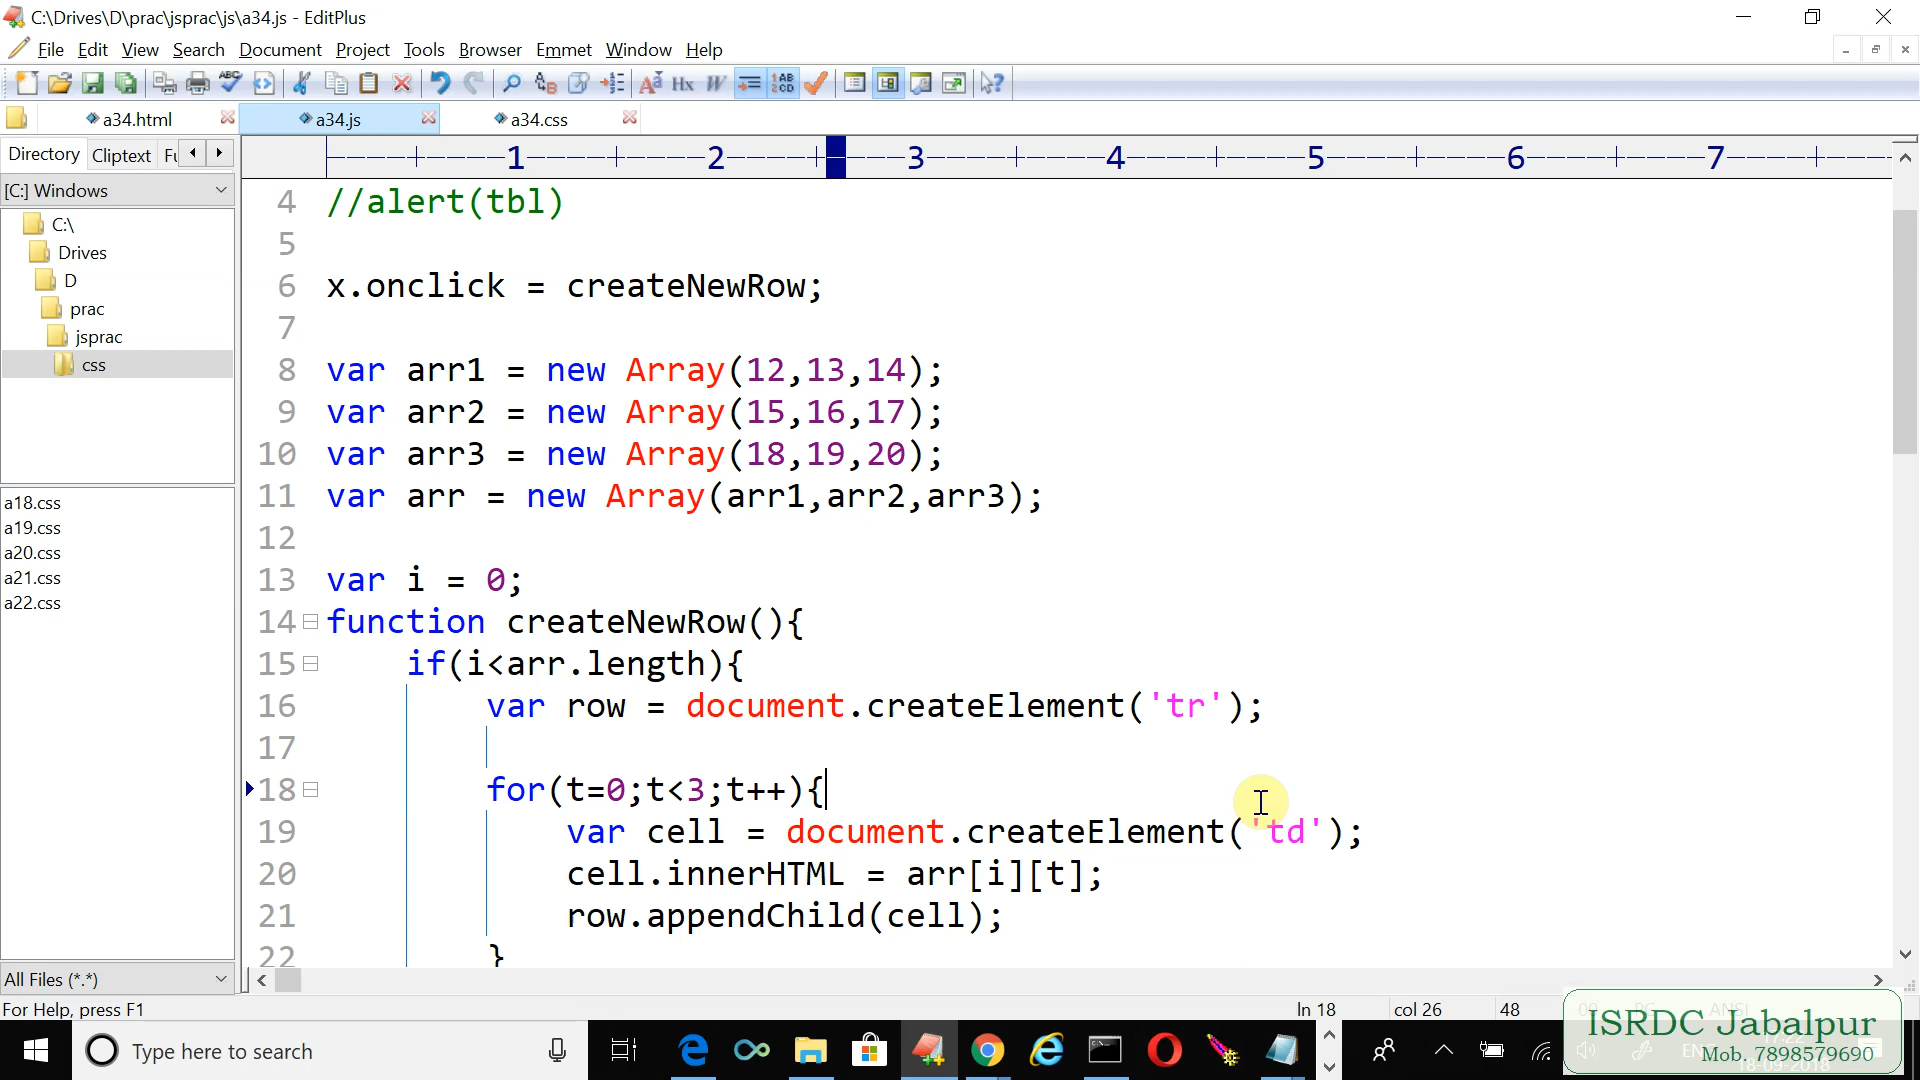 C:\Drives\D\prac\jsprac\js\a34.js - EditPlus
File Edit View Search Document Project Tools Browser Emmet Window Help
a34.html a34.js a34.css
Directory Cliptext Fu
[C:] Windows
C:\
Drives
D
prac
jsprac
css
a18.css
a19.css
a20.css
a21.css
a22.css
All Files (*.*)
1 2 3 4 5 6 7
4 //alert(tbl)
5
6 x.onclick = createNewRow;
7
8 var arr1 = new Array(12,13,14);
9 var arr2 = new Array(15,16,17);
10 var arr3 = new Array(18,19,20);
11 var arr = new Array(arr1,arr2,arr3);
12
13 var i = 0;
14 function createNewRow(){
15 if(i<arr.length){
16 var row = document.createElement('tr');
17
18 for(t=0;t<3;t++){
19 var cell = document.createElement('td');
20 cell.innerHTML = arr[i][t];
21 row.appendChild(cell);
22 }
For Help, press F1 ln 18 col 26 48
Type here to search
ISRDC Jabalpur
Mob. 7898579690
18-09-2018